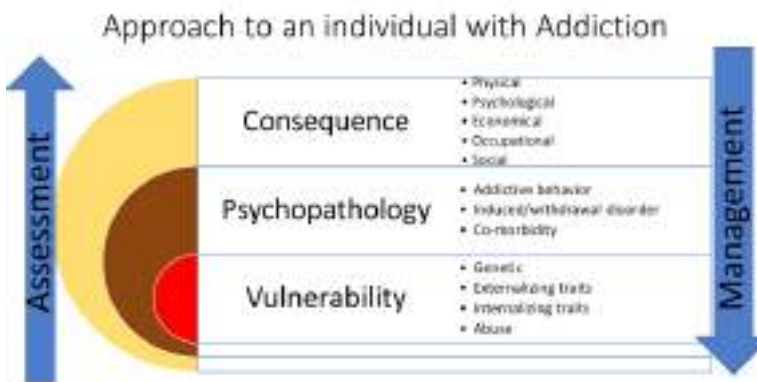 Approach to an individual with Addiction
Assessment
Consequence
• Physical
• Psychological
• Economical
• Occupational
• Social
Psychopathology
• Addictive behavior
• Induced/withdrawal disorder
• Co-morbidity
Vulnerability
• Genetic
• Externalizing traits
• Internalizing traits
• Abuse
Management